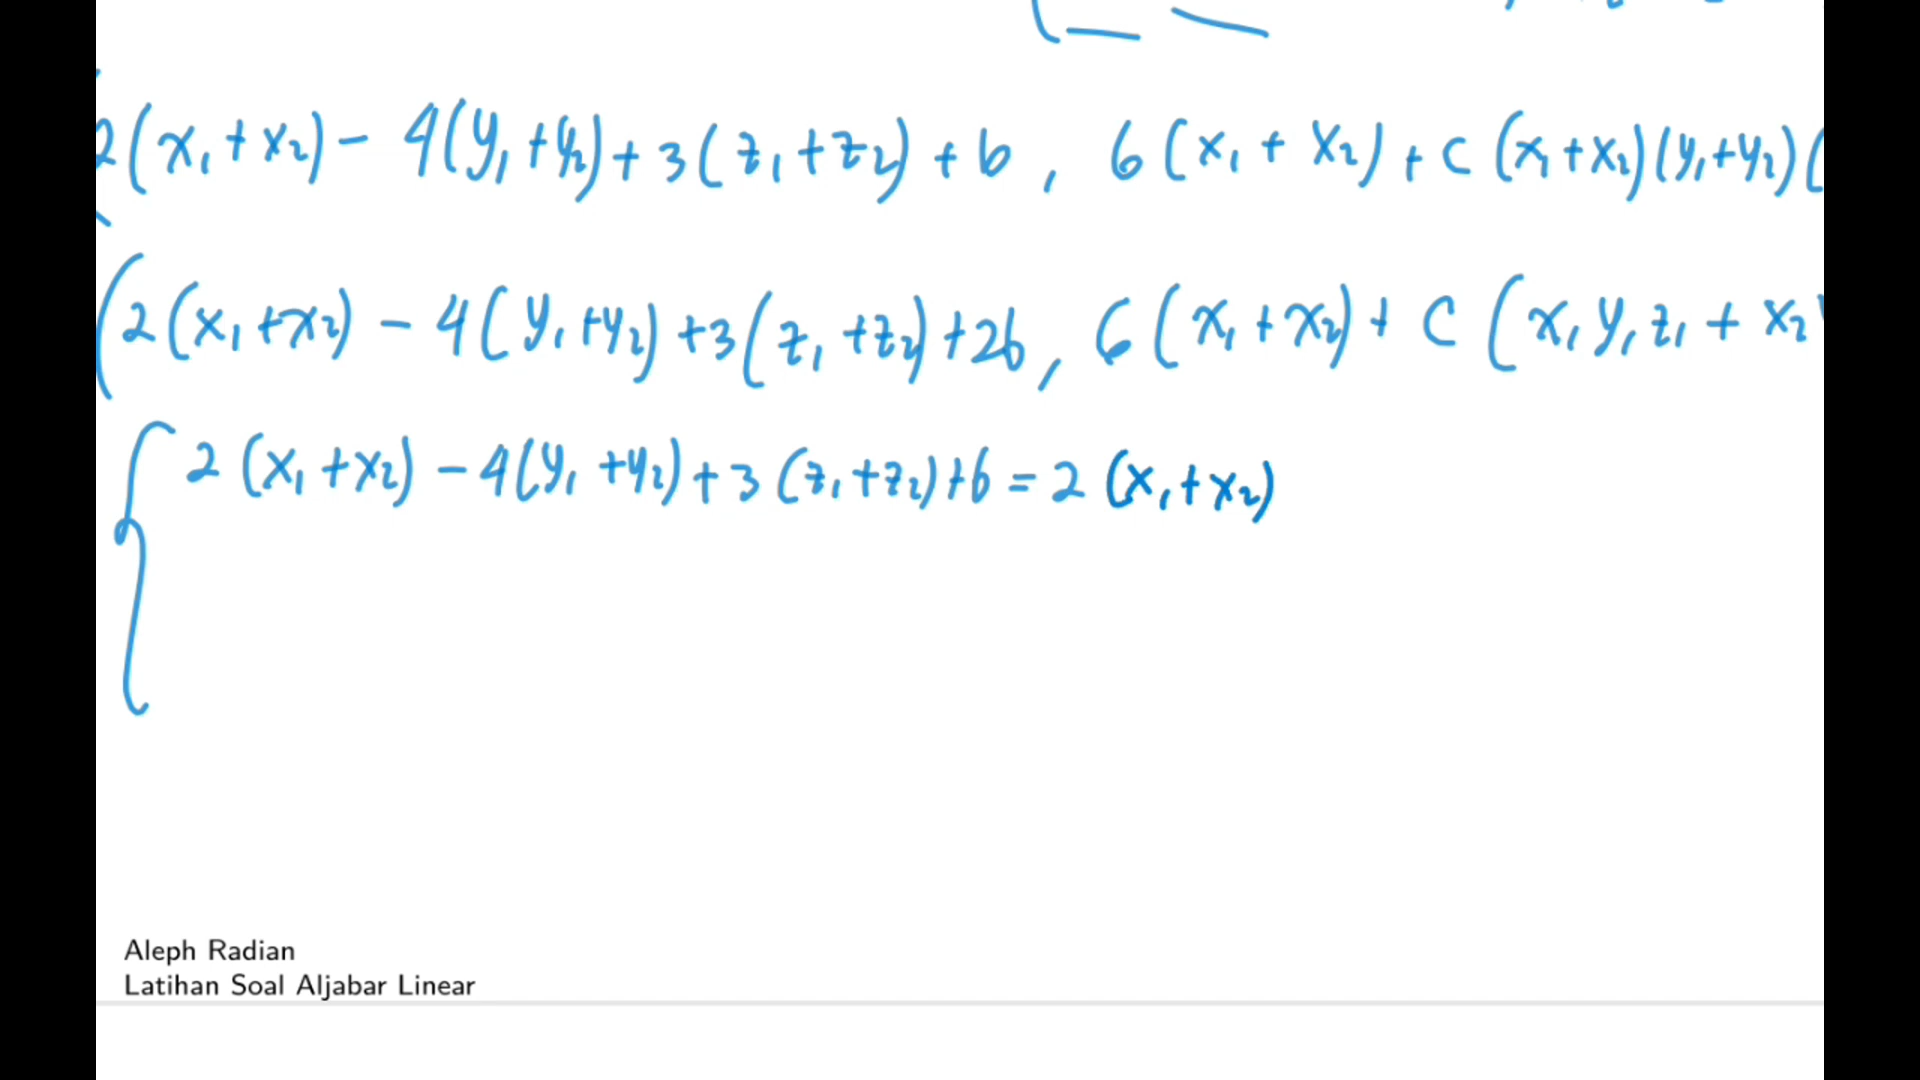 2(x₁+x₂) - 4(y₁+y₂) + 3(z₁+z₂) + b , 6(x₁+x₂) + c(x₁+x₂)(y₁+y₂)(
(2(x₁+x₂) - 4(y₁+y₂) + 3(z₁+z₂) + 2b , 6(x₁+x₂) + c(x₁y₁z₁ + x₂
{ 2(x₁+x₂) - 4(y₁+y₂) + 3(z₁+z₂) + b = 2(x₁+x₂)
Aleph Radian
Latihan Soal Aljabar Linear